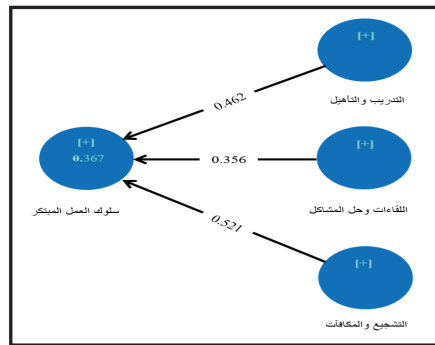 [+]
التدريب والتأهيل
0.462
[+]
0.367
سلوك العمل المبتكر
0.356
[+]
اللقاءات وحل المشاكل
0.521
[+]
التشجيع والمكافآت